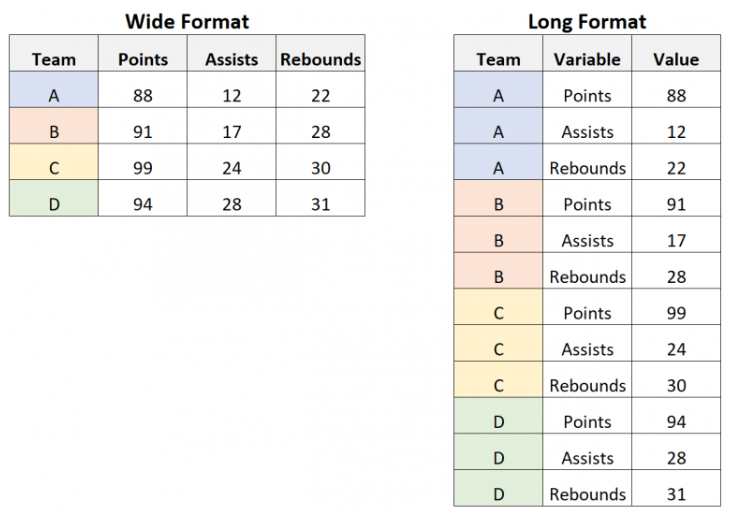 Wide Format
Team Points Assists Rebounds
A 88 12 22
B 91 17 28
C 99 24 30
D 94 28 31
Long Format
Team Variable Value
A Points 88
A Assists 12
A Rebounds 22
B Points 91
B Assists 17
B Rebounds 28
C Points 99
C Assists 24
C Rebounds 30
D Points 94
D Assists 28
D Rebounds 31